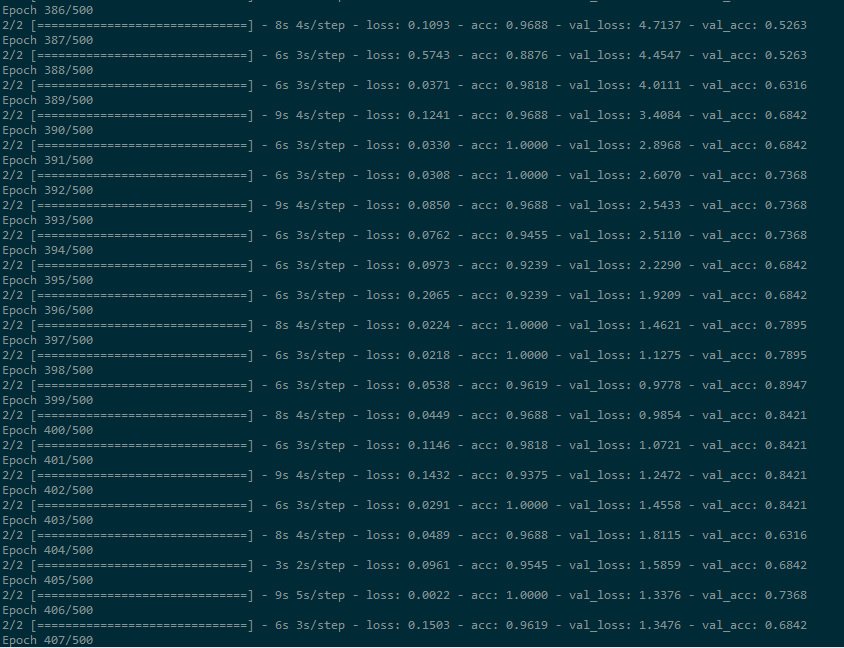 Epoch 386/500
2/2 [==============================] - 8s 4s/step - loss: 0.1093 - acc: 0.9688 - val_loss: 4.7137 - val_acc: 0.5263
Epoch 387/500
2/2 [==============================] - 6s 3s/step - loss: 0.5743 - acc: 0.8876 - val_loss: 4.4547 - val_acc: 0.5263
Epoch 388/500
2/2 [==============================] - 6s 3s/step - loss: 0.0371 - acc: 0.9818 - val_loss: 4.0111 - val_acc: 0.6316
Epoch 389/500
2/2 [==============================] - 9s 4s/step - loss: 0.1241 - acc: 0.9688 - val_loss: 3.4084 - val_acc: 0.6842
Epoch 390/500
2/2 [==============================] - 6s 3s/step - loss: 0.0330 - acc: 1.0000 - val_loss: 2.8968 - val_acc: 0.6842
Epoch 391/500
2/2 [==============================] - 6s 3s/step - loss: 0.0308 - acc: 1.0000 - val_loss: 2.6070 - val_acc: 0.7368
Epoch 392/500
2/2 [==============================] - 9s 4s/step - loss: 0.0850 - acc: 0.9688 - val_loss: 2.5433 - val_acc: 0.7368
Epoch 393/500
2/2 [==============================] - 6s 3s/step - loss: 0.0762 - acc: 0.9455 - val_loss: 2.5110 - val_acc: 0.7368
Epoch 394/500
2/2 [==============================] - 6s 3s/step - loss: 0.0973 - acc: 0.9239 - val_loss: 2.2290 - val_acc: 0.6842
Epoch 395/500
2/2 [==============================] - 6s 3s/step - loss: 0.2065 - acc: 0.9239 - val_loss: 1.9209 - val_acc: 0.6842
Epoch 396/500
2/2 [==============================] - 8s 4s/step - loss: 0.0224 - acc: 1.0000 - val_loss: 1.4621 - val_acc: 0.7895
Epoch 397/500
2/2 [==============================] - 6s 3s/step - loss: 0.0218 - acc: 1.0000 - val_loss: 1.1275 - val_acc: 0.7895
Epoch 398/500
2/2 [==============================] - 6s 3s/step - loss: 0.0538 - acc: 0.9619 - val_loss: 0.9778 - val_acc: 0.8947
Epoch 399/500
2/2 [==============================] - 8s 4s/step - loss: 0.0449 - acc: 0.9688 - val_loss: 0.9854 - val_acc: 0.8421
Epoch 400/500
2/2 [==============================] - 6s 3s/step - loss: 0.1146 - acc: 0.9818 - val_loss: 1.0721 - val_acc: 0.8421
Epoch 401/500
2/2 [==============================] - 9s 4s/step - loss: 0.1432 - acc: 0.9375 - val_loss: 1.2472 - val_acc: 0.8421
Epoch 402/500
2/2 [==============================] - 6s 3s/step - loss: 0.0291 - acc: 1.0000 - val_loss: 1.4558 - val_acc: 0.8421
Epoch 403/500
2/2 [==============================] - 8s 4s/step - loss: 0.0489 - acc: 0.9688 - val_loss: 1.8115 - val_acc: 0.6316
Epoch 404/500
2/2 [==============================] - 3s 2s/step - loss: 0.0961 - acc: 0.9545 - val_loss: 1.5859 - val_acc: 0.6842
Epoch 405/500
2/2 [==============================] - 9s 5s/step - loss: 0.0022 - acc: 1.0000 - val_loss: 1.3376 - val_acc: 0.7368
Epoch 406/500
2/2 [==============================] - 6s 3s/step - loss: 0.1503 - acc: 0.9619 - val_loss: 1.3476 - val_acc: 0.6842
Epoch 407/500